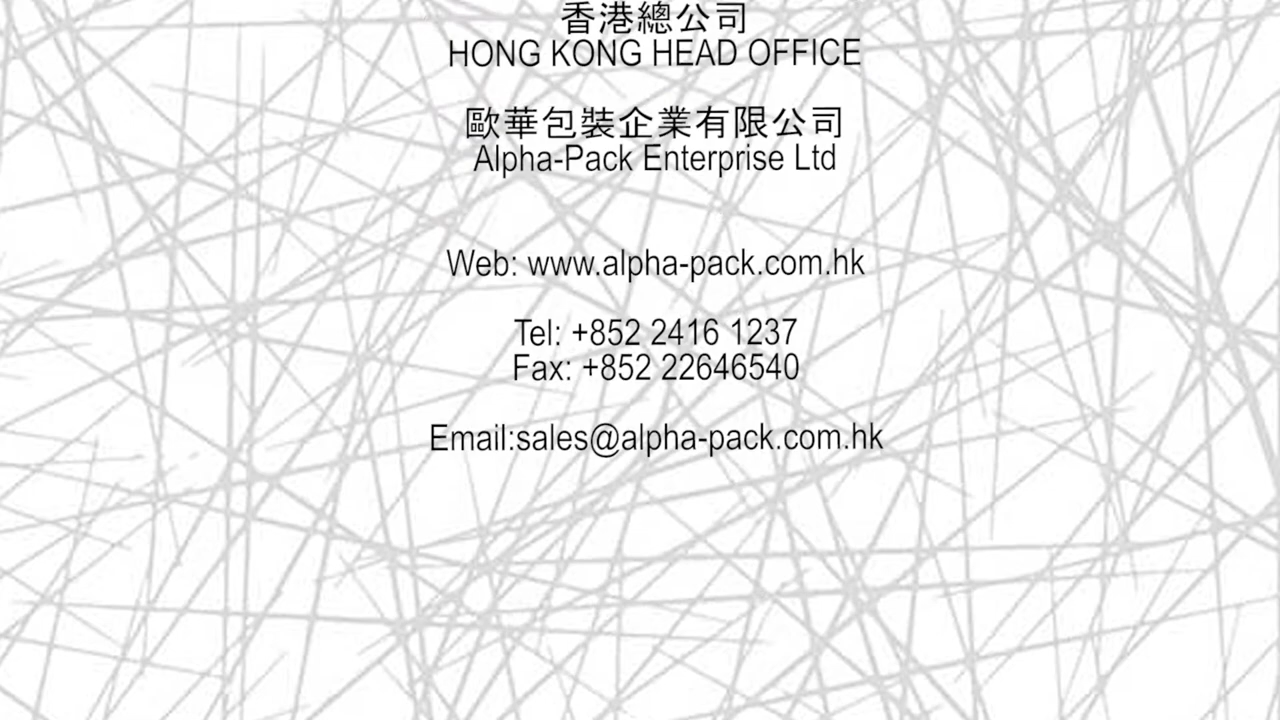 香港總公司
HONG KONG HEAD OFFICE
歐華包裝企業有限公司
Alpha-Pack Enterprise Ltd
Web: www.alpha-pack.com.hk
Tel: +852 2416 1237
Fax: +852 22646540
Email:sales@alpha-pack.com.hk